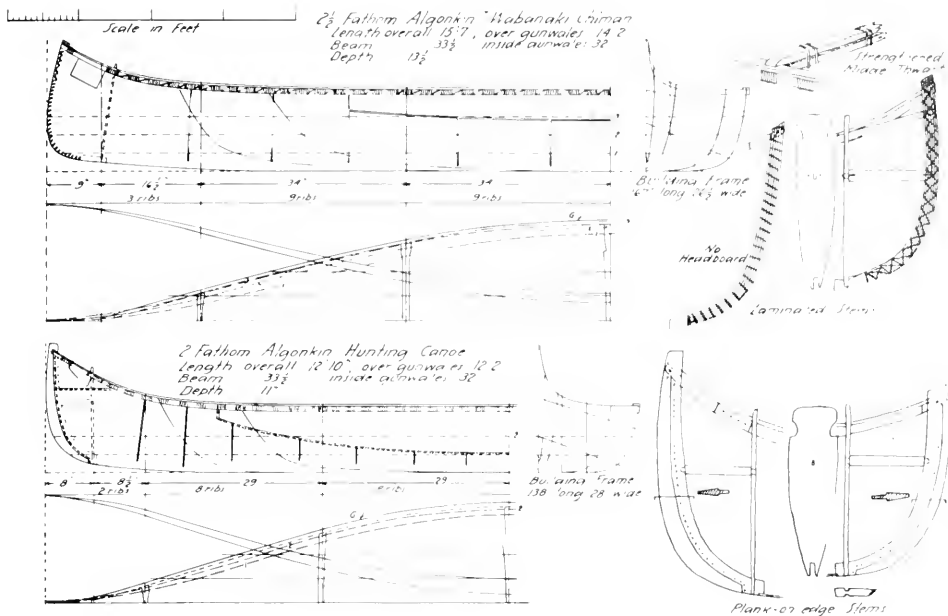 Scale in Feet
2½ Fathom Algonkin Wabanaki Chiman
Length overall 15'7", over gunwales 14'2
Beam 33½ inside gunwales 32
Depth 13½
Strengthened
Middle Thwart
9" 16½" 34" 34
3 ribs 9 ribs 9 ribs
Building Frame
long wide
No
Headboard
Laminated Stems
2 Fathom Algonkin Hunting Canoe
Length overall 12'10", over gunwales 12'2
Beam 33½ inside gunwales 32
Depth 11"
8" 8½ 29 29
2 ribs 8 ribs ribs
Building Frame
138 long 28 wide
Plank-on edge Stems